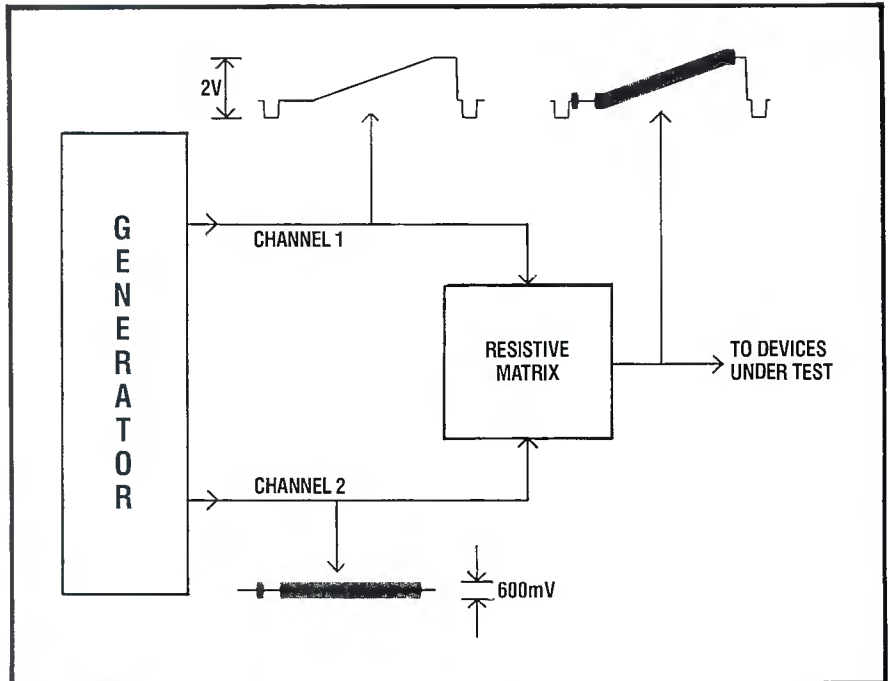 2V
GENERATOR
CHANNEL 1
RESISTIVE
MATRIX
TO DEVICES
UNDER TEST
CHANNEL 2
600mV